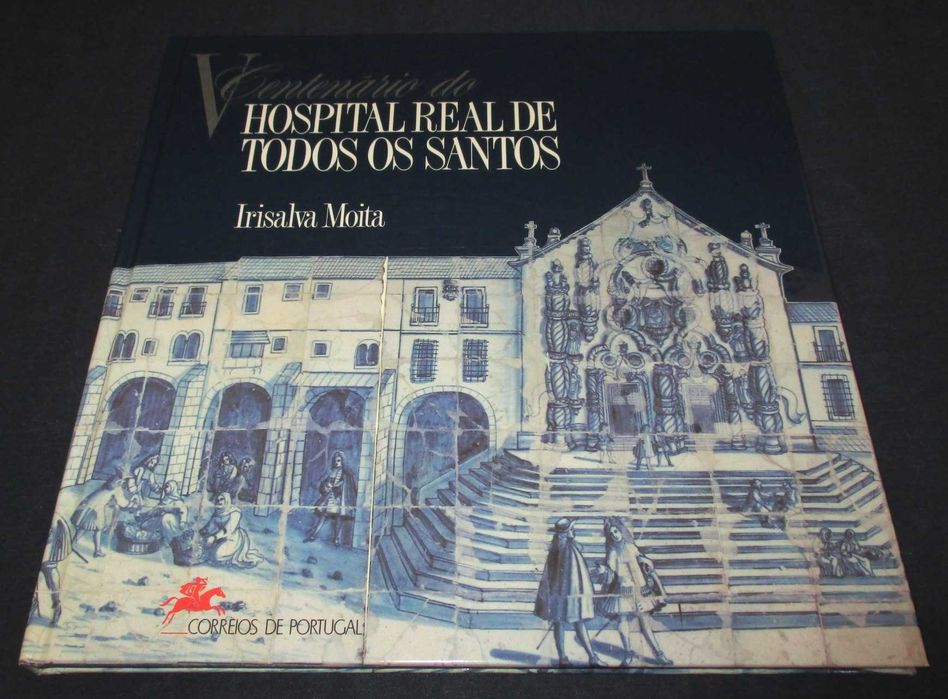 V Centenário do
HOSPITAL REAL DE
TODOS OS SANTOS
Irisalva Moita
CORREIOS DE PORTUGAL